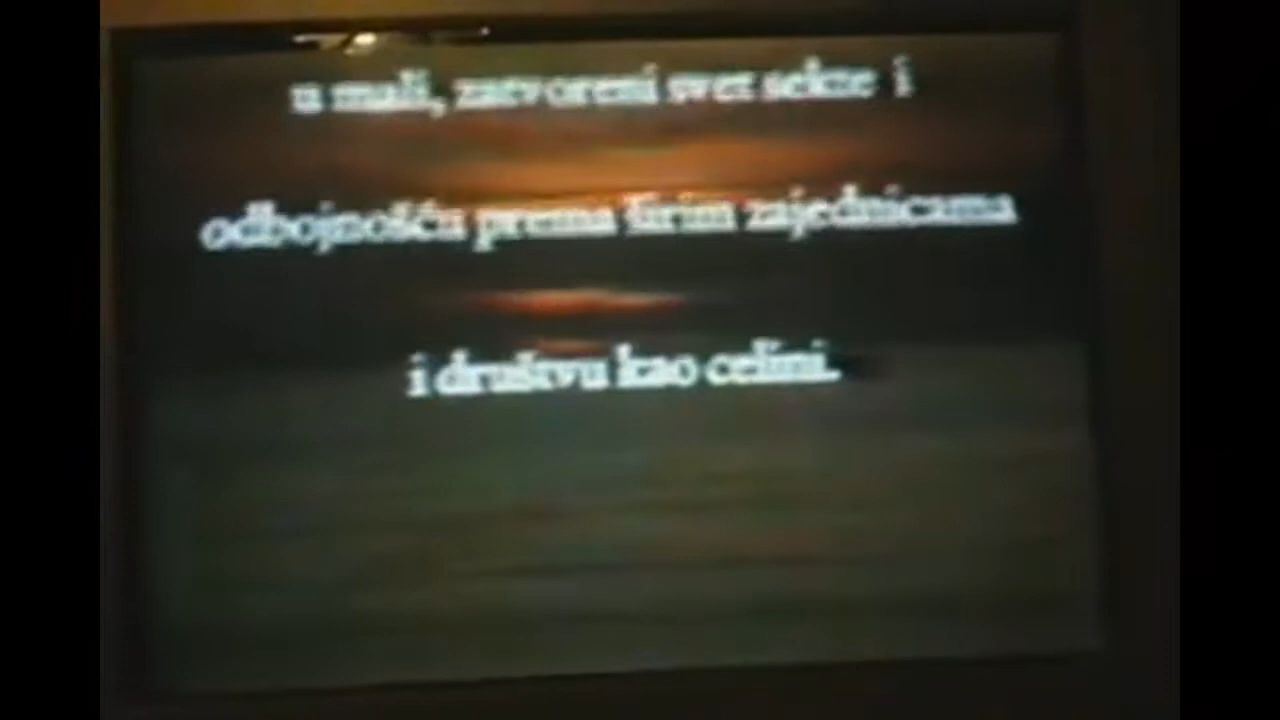 u mali, zatvoreni svet sekte i
odbojnošću prema širim zajednicama
i društvu kao celini.